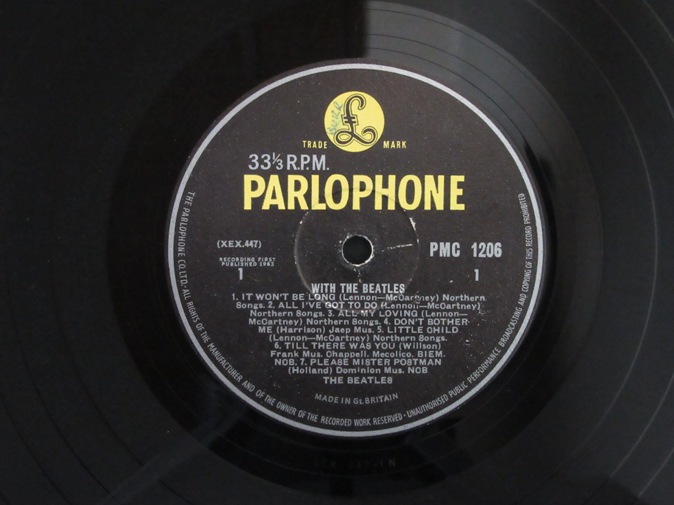 £
TRADE MARK
33⅓ R.P.M.
PARLOPHONE
(XEX.447)
PMC 1206
RECORDING FIRST
PUBLISHED 1963
1
1
WITH THE BEATLES
1. IT WON'T BE LONG (Lennon—McCartney) Northern
Songs. 2. ALL I'VE GOT TO DO (Lennon—McCartney)
Northern Songs. 3. ALL MY LOVING (Lennon—
McCartney) Northern Songs. 4. DON'T BOTHER
ME (Harrison) Jaep Mus. 5. LITTLE CHILD
(Lennon—McCartney) Northern Songs.
6. TILL THERE WAS YOU (Willson)
Frank Mus. Chappell. Mecolico. BIEM.
NCB. 7. PLEASE MISTER POSTMAN
(Holland) Dominion Mus. NCB
THE BEATLES
MADE IN GT. BRITAIN
THE PARLOPHONE CO. LTD.—ALL RIGHTS OF THE MANUFACTURER AND OF THE OWNER OF THE RECORDED WORK RESERVED·UNAUTHORISED PUBLIC PERFORMANCE BROADCASTING AND COPYING OF THIS RECORD PROHIBITED